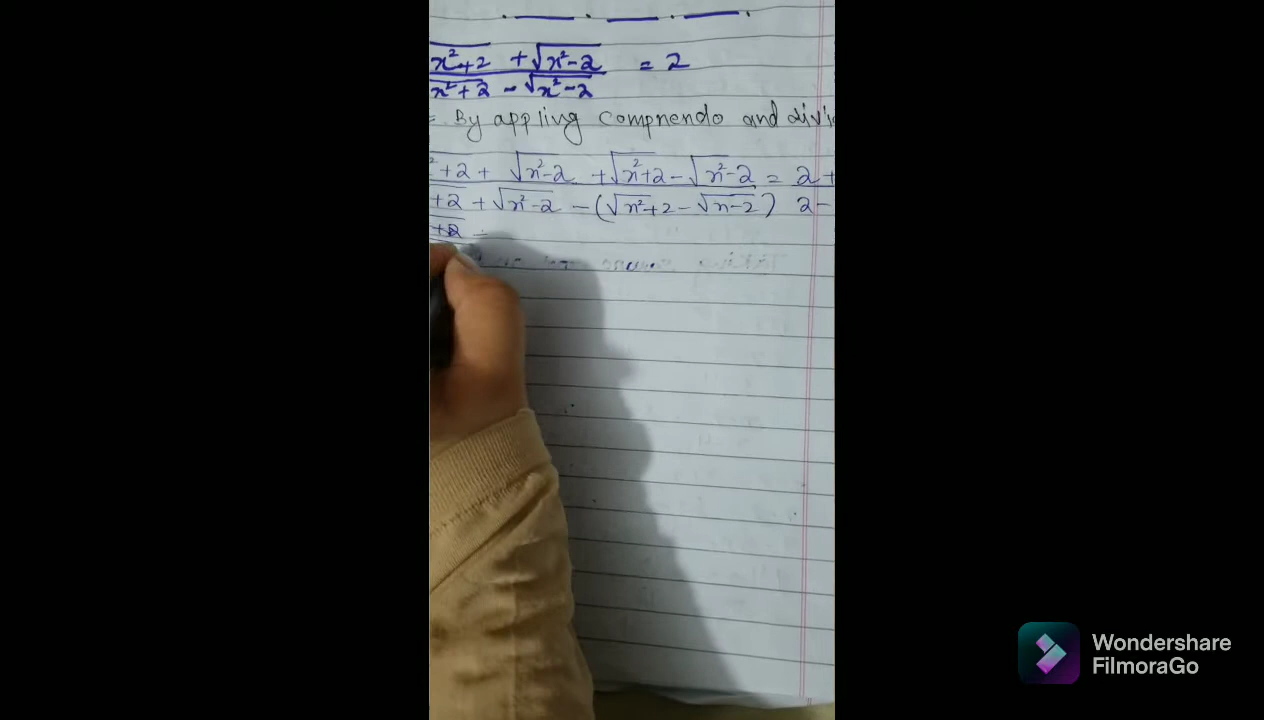 √x²+2 + √x²-2 = 2
√x²+2 - √x²-2
= By appling compnendo and divi
²+2 + √x²-2 + √x²+2 - √x²-2 = 2+
+2 + √x²-2 - (√x²+2 - √x-2) 2-
+2 =
Wondershare
FilmoraGo